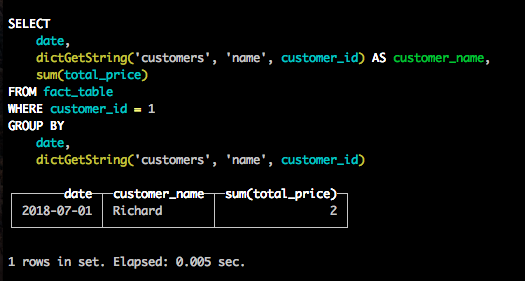 SELECT
date,
dictGetString('customers', 'name', customer_id) AS customer_name,
sum(total_price)
FROM fact_table
WHERE customer_id = 1
GROUP BY
date,
dictGetString('customers', 'name', customer_id)
date customer_name sum(total_price)
2018-07-01 Richard 2
1 rows in set. Elapsed: 0.005 sec.